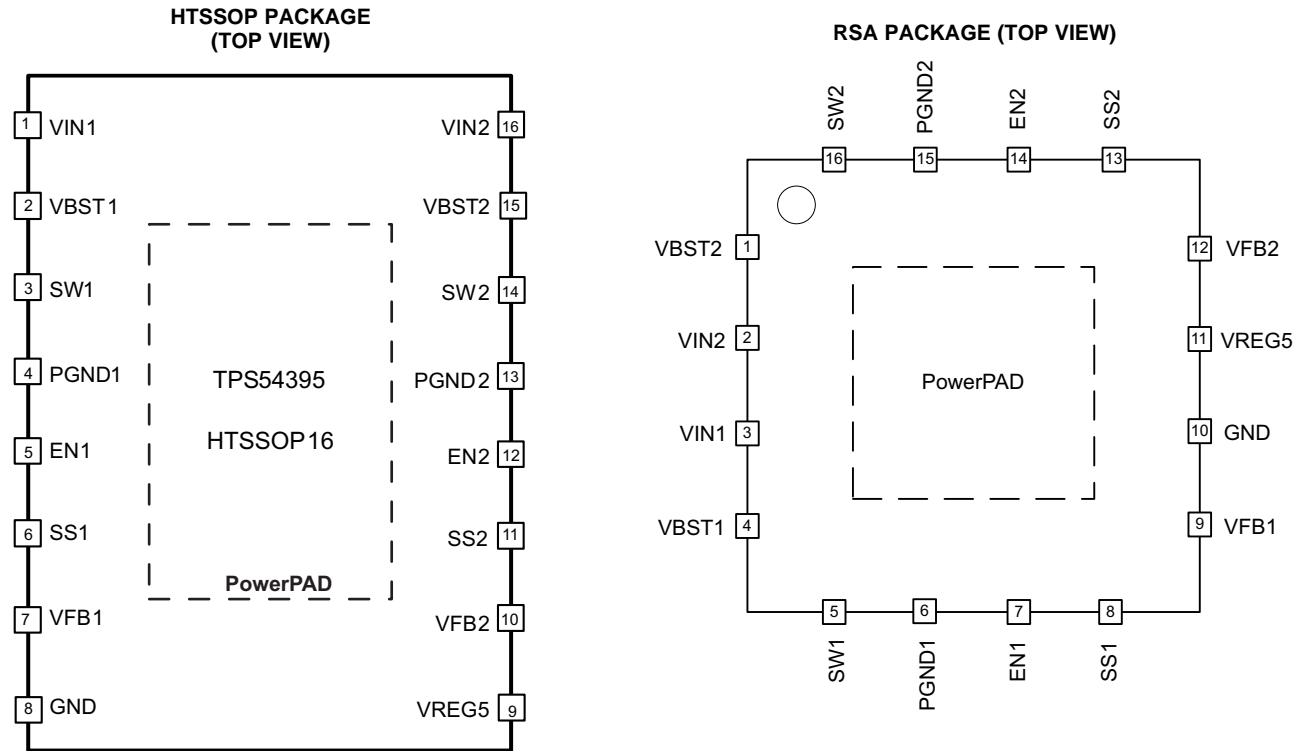 HTSSOP PACKAGE
(TOP VIEW)
1 VIN1
VIN2 16
2 VBST1
VBST2 15
3 SW1
SW2 14
4 PGND1
PGND2 13
5 EN1
EN2 12
6 SS1
SS2 11
7 VFB1
VFB2 10
8 GND
VREG5 9
TPS54395
HTSSOP16
PowerPAD
RSA PACKAGE (TOP VIEW)
SW2 PGND2 EN2 SS2
16 15 14 13
VBST2 1
12 VFB2
VIN2 2
11 VREG5
VIN1 3
10 GND
VBST1 4
9 VFB1
PowerPAD
5 6 7 8
SW1 PGND1 EN1 SS1